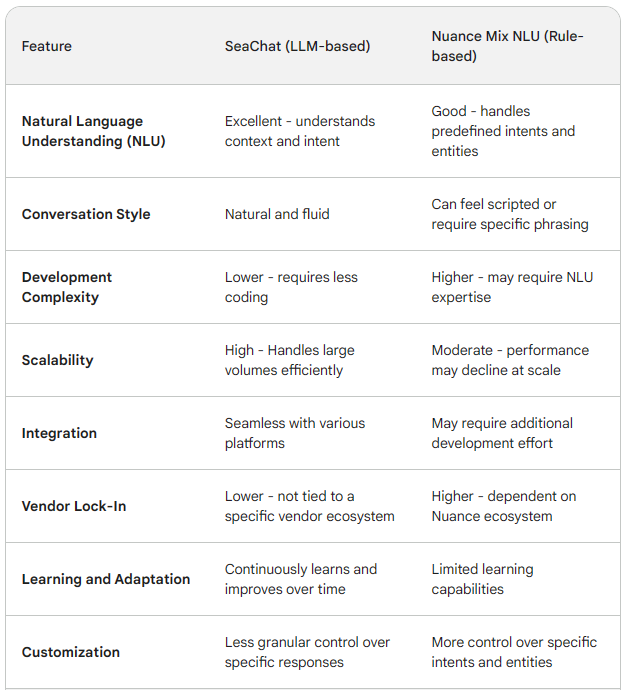 Feature
SeaChat (LLM-based)
Nuance Mix NLU (Rule-
based)
Natural Language
Understanding (NLU)
Excellent - understands
context and intent
Good - handles
predefined intents and
entities
Conversation Style
Natural and fluid
Can feel scripted or
require specific phrasing
Development
Complexity
Lower - requires less
coding
Higher - may require NLU
expertise
Scalability
High - Handles large
volumes efficiently
Moderate - performance
may decline at scale
Integration
Seamless with various
platforms
May require additional
development effort
Vendor Lock-In
Lower - not tied to a
specific vendor ecosystem
Higher - dependent on
Nuance ecosystem
Learning and Adaptation
Continuously learns and
improves over time
Limited learning
capabilities
Customization
Less granular control over
specific responses
More control over specific
intents and entities